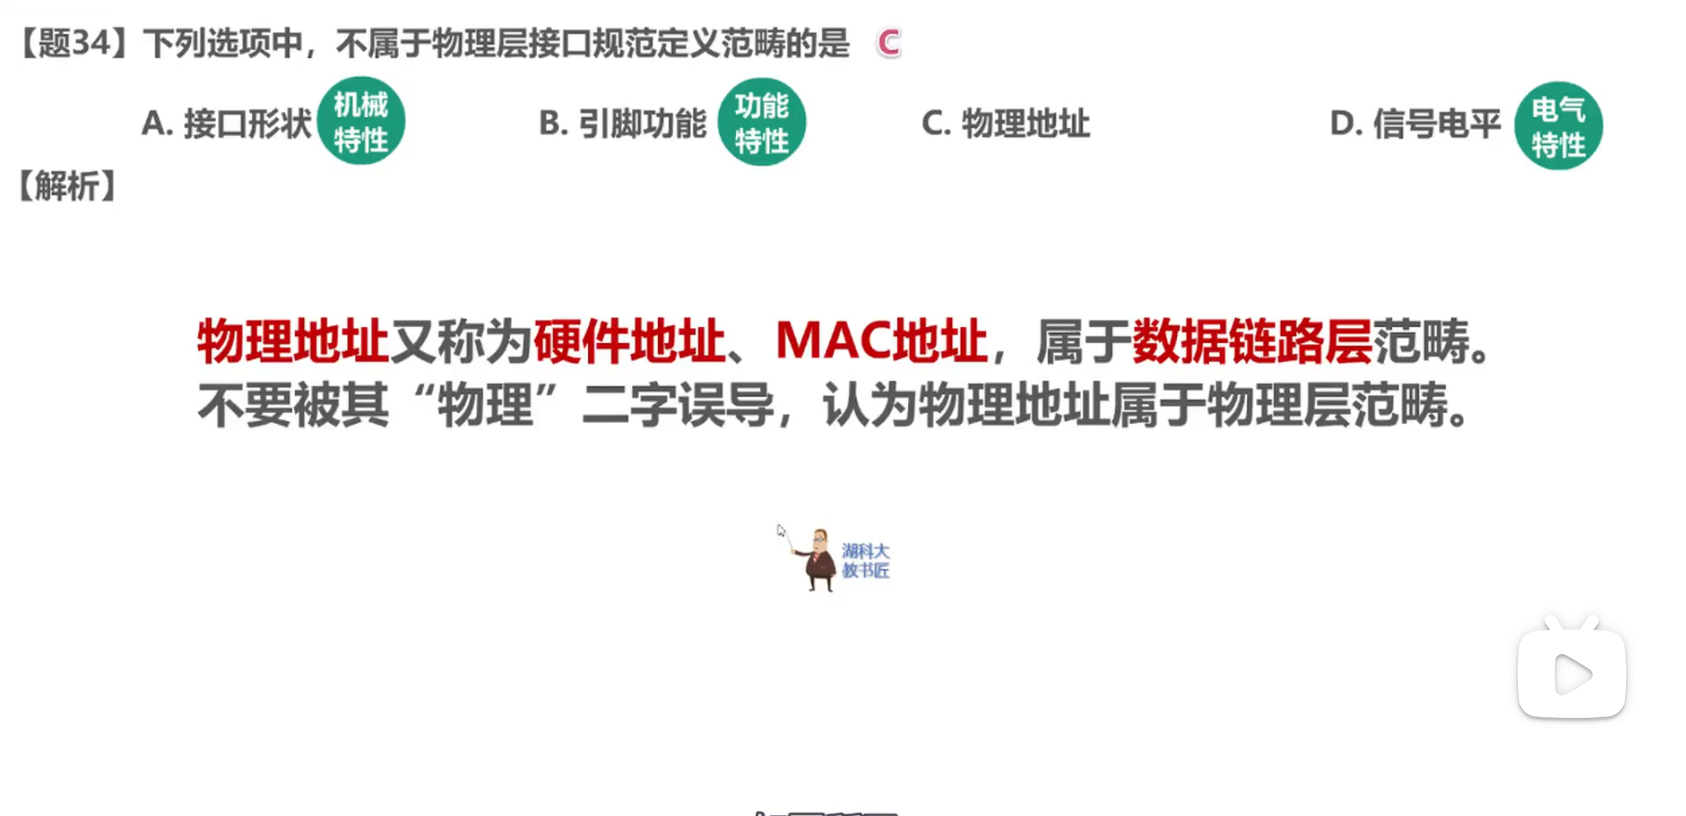 【题34】下列选项中，不属于物理层接口规范定义范畴的是 C
A. 接口形状 机械特性 B. 引脚功能 功能特性 C. 物理地址 D. 信号电平 电气特性
【解析】
物理地址又称为硬件地址、MAC地址，属于数据链路层范畴。
不要被其“物理”二字误导，认为物理地址属于物理层范畴。
湖科大
教书匠